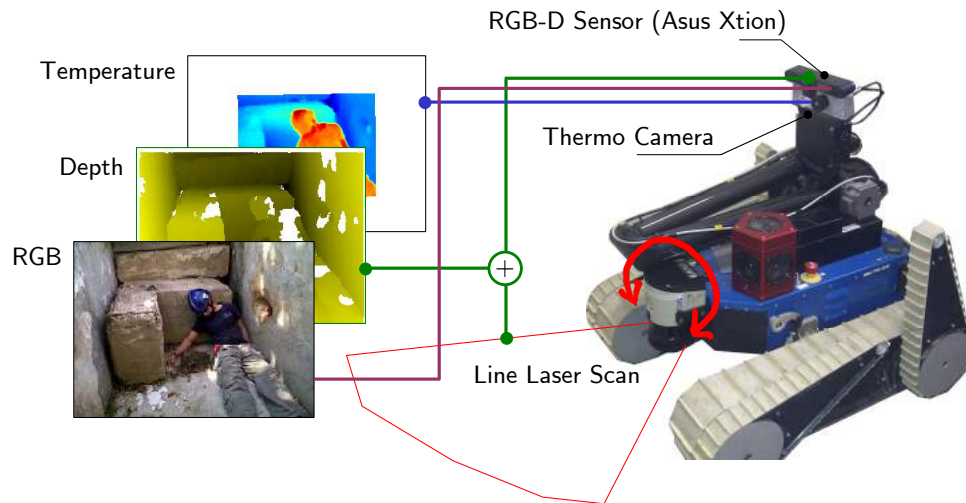 RGB-D Sensor (Asus Xtion)
Temperature
Thermo Camera
Depth
RGB
+
Line Laser Scan